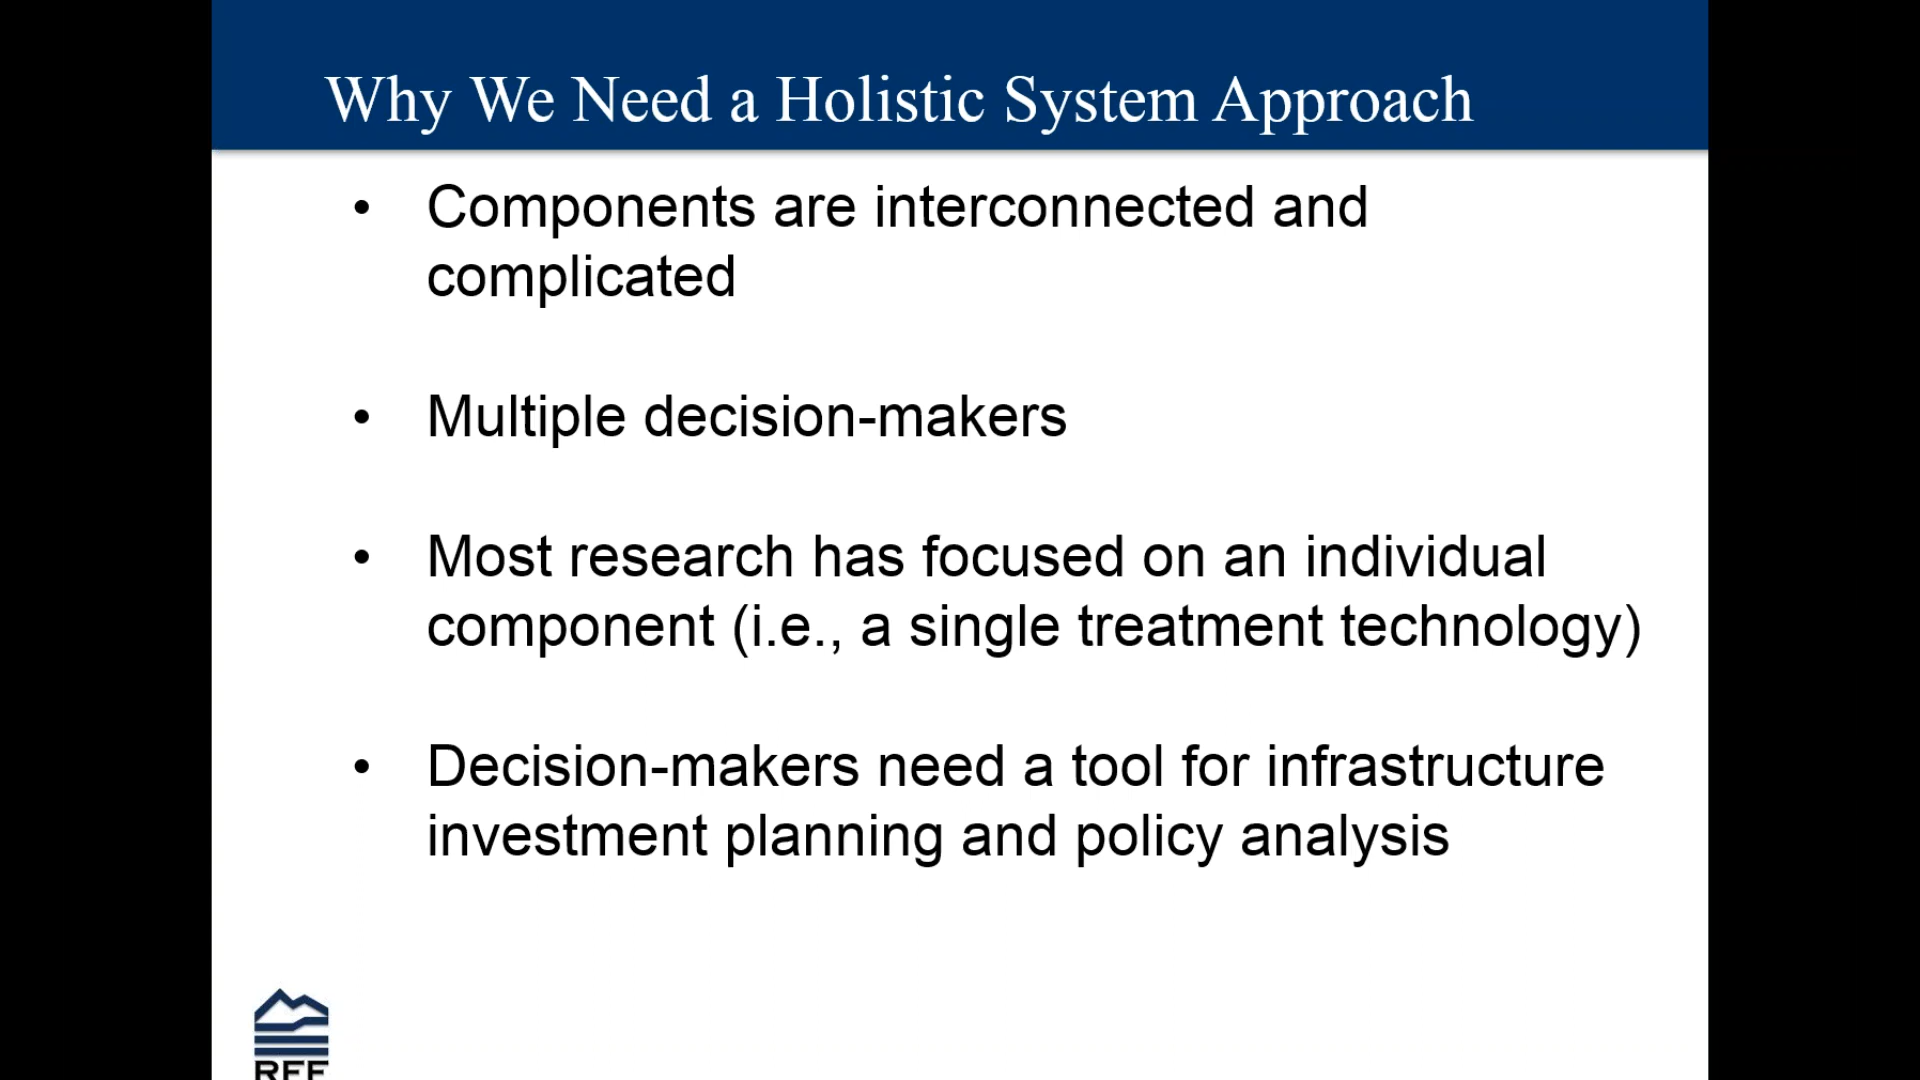 Why We Need a Holistic System Approach
• Components are interconnected and
complicated
• Multiple decision-makers
• Most research has focused on an individual
component (i.e., a single treatment technology)
• Decision-makers need a tool for infrastructure
investment planning and policy analysis
RFF